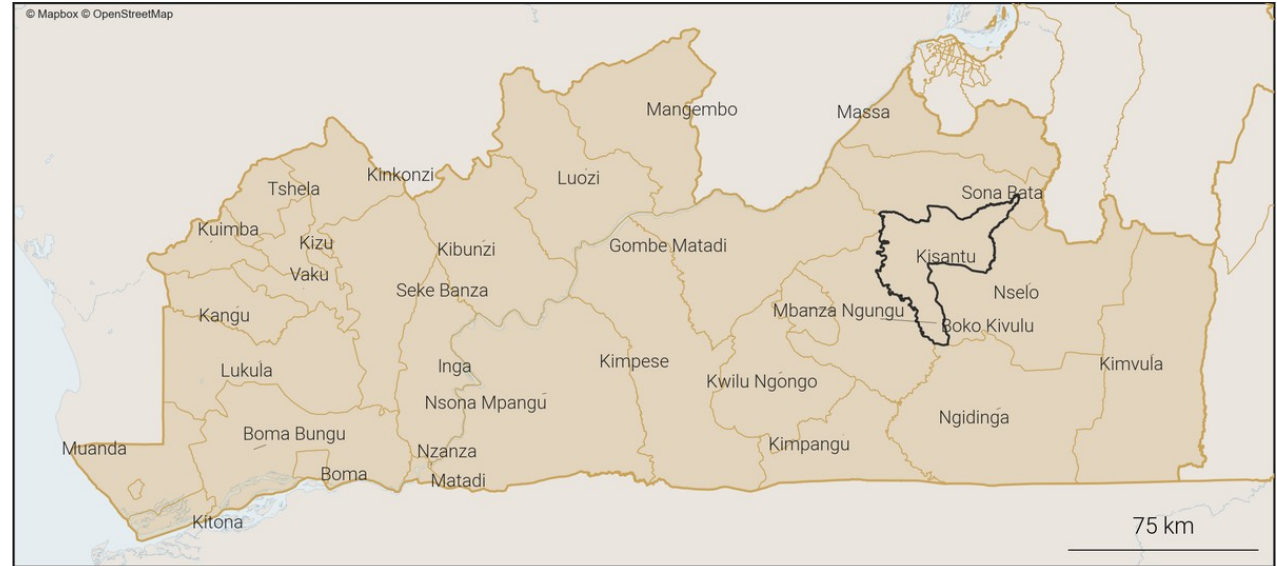 © Mapbox © OpenStreetMap
Mangembo
Massa
Kinkonzi
Luozi
Tshela
Sona Bata
Kuimba
Kizu
Kibunzi
Gombe Matadi
Kisantu
Vaku
Seke Banza
Nselo
Kangu
Mbanza Ngungu
Boko Kivulu
Inga
Kimpese
Kimvula
Lukula
Kwilu Ngongo
Nsona Mpangu
Ngidinga
Boma Bungu
Muanda
Kimpangu
Nzanza
Boma
Matadi
Kitona
75 km